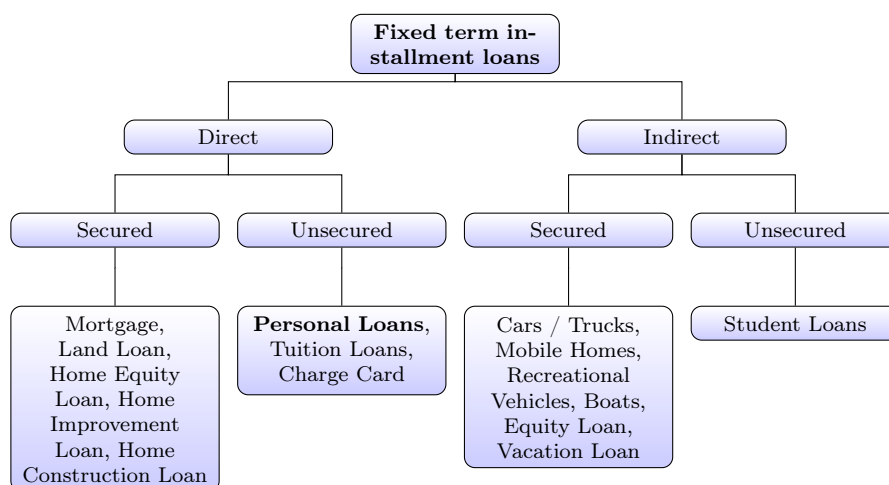 Fixed term in-
stallment loans
Direct
Indirect
Secured
Unsecured
Secured
Unsecured
Mortgage,
Land Loan,
Home Equity
Loan, Home
Improvement
Loan, Home
Construction Loan
Personal Loans,
Tuition Loans,
Charge Card
Cars / Trucks,
Mobile Homes,
Recreational
Vehicles, Boats,
Equity Loan,
Vacation Loan
Student Loans